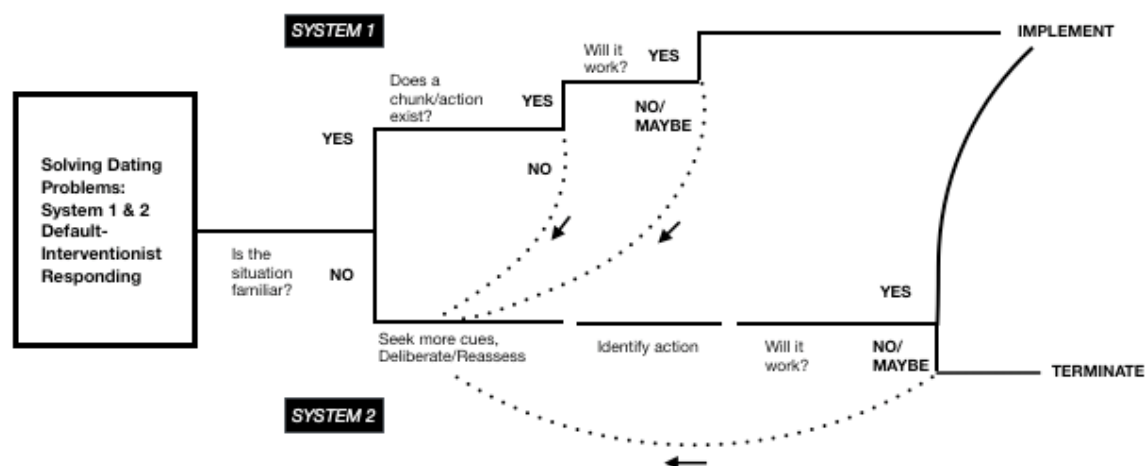 SYSTEM 1
IMPLEMENT
Will it
work?
YES
Does a
chunk/action
exist?
YES
NO/
MAYBE
YES
NO
Solving Dating
Problems:
System 1 & 2
Default-
Interventionist
Responding
Is the
situation
familiar?
NO
YES
Seek more cues,
Deliberate/Reassess
Identify action
Will it
work?
NO/
MAYBE
TERMINATE
SYSTEM 2